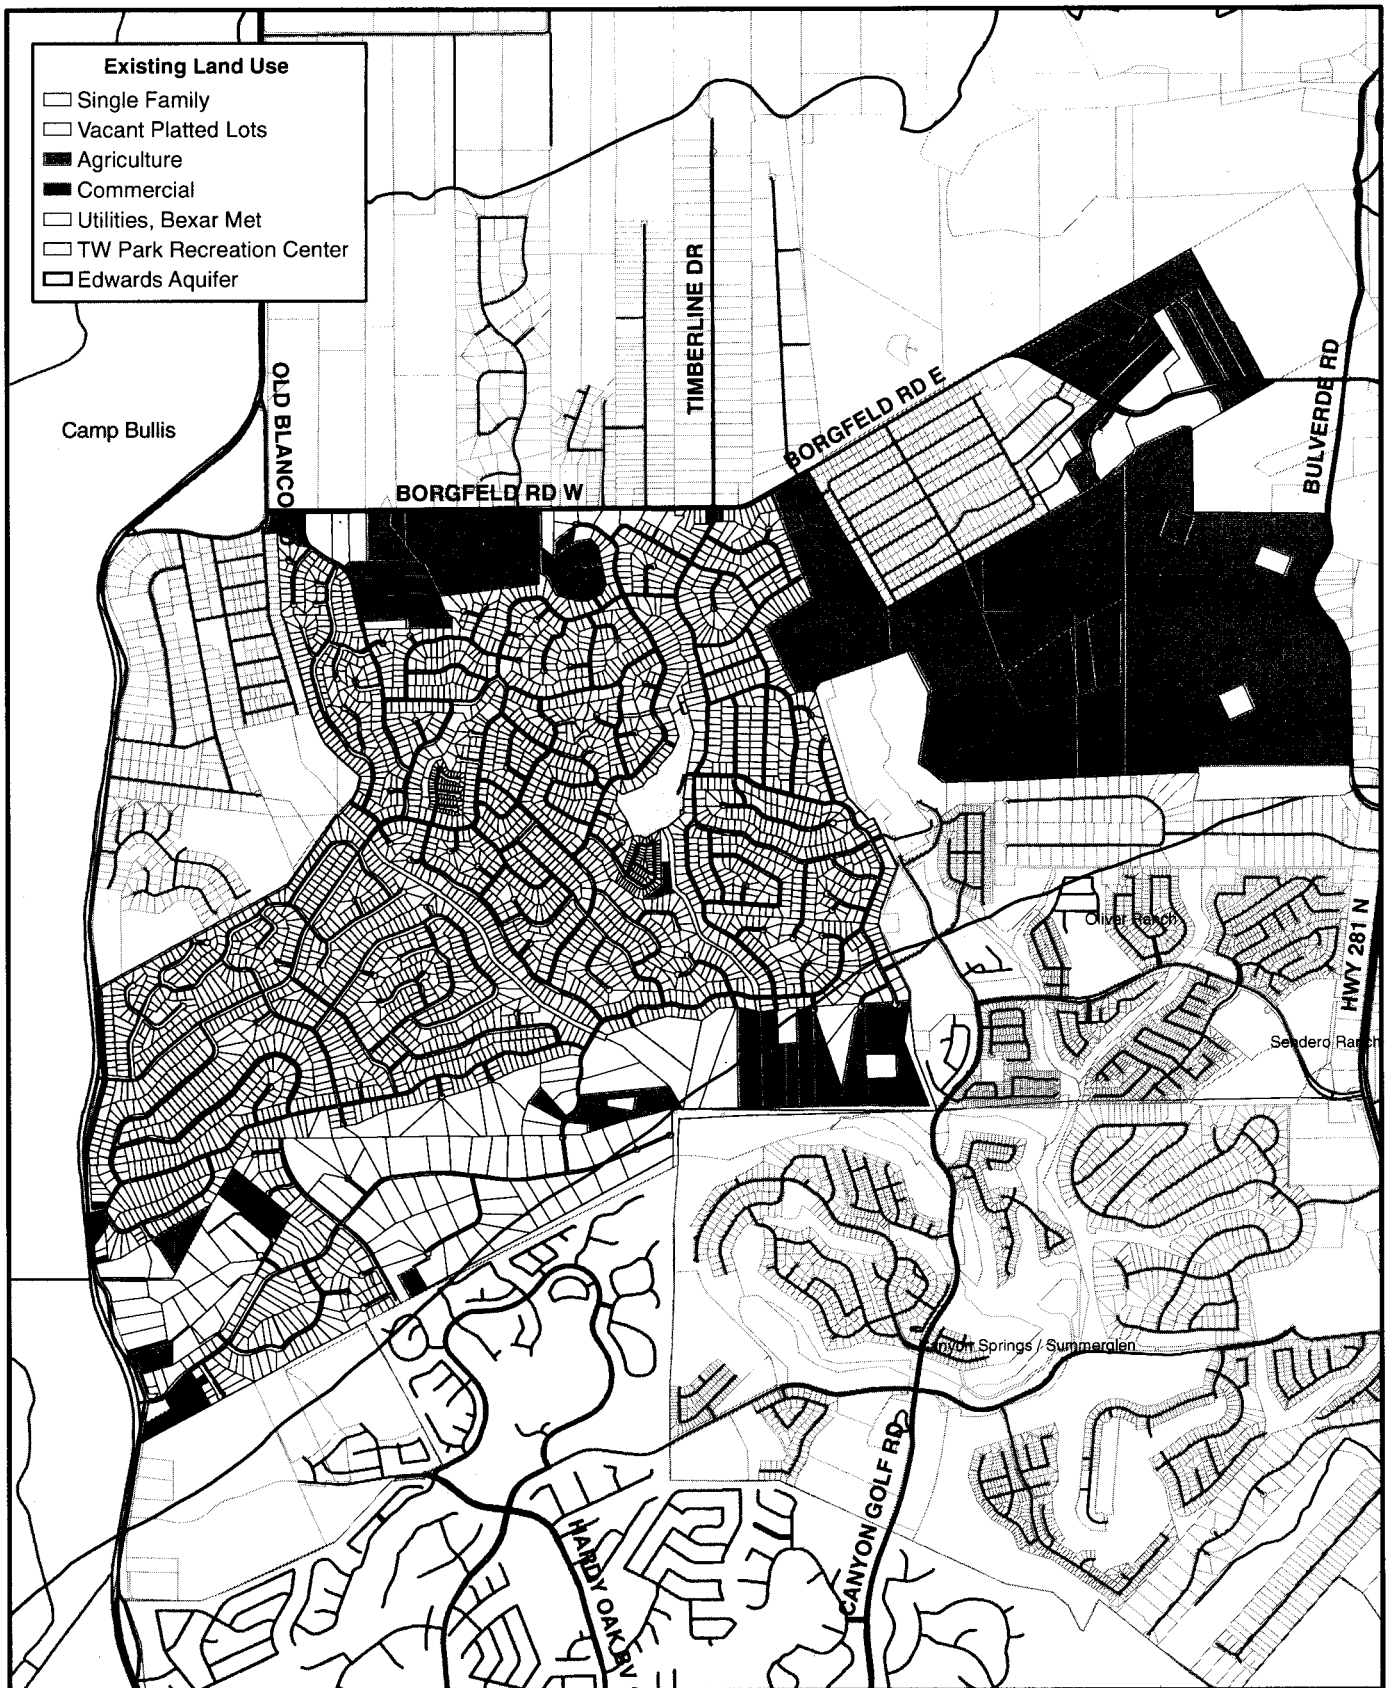 Existing Land Use
Single Family
Vacant Platted Lots
Agriculture
Commercial
Utilities, Bexar Met
TW Park Recreation Center
Edwards Aquifer
TIMBERLINE DR
OLD BLANCO
Camp Bullis
BORGFELD RD E
BULVERDE RD
BORGFELD RD W
Oliver Ranch
HWY 281 N
Sendero Ranch
Canyon Springs / Summerglen
CANYON GOLF RD
HARDY OAK BV